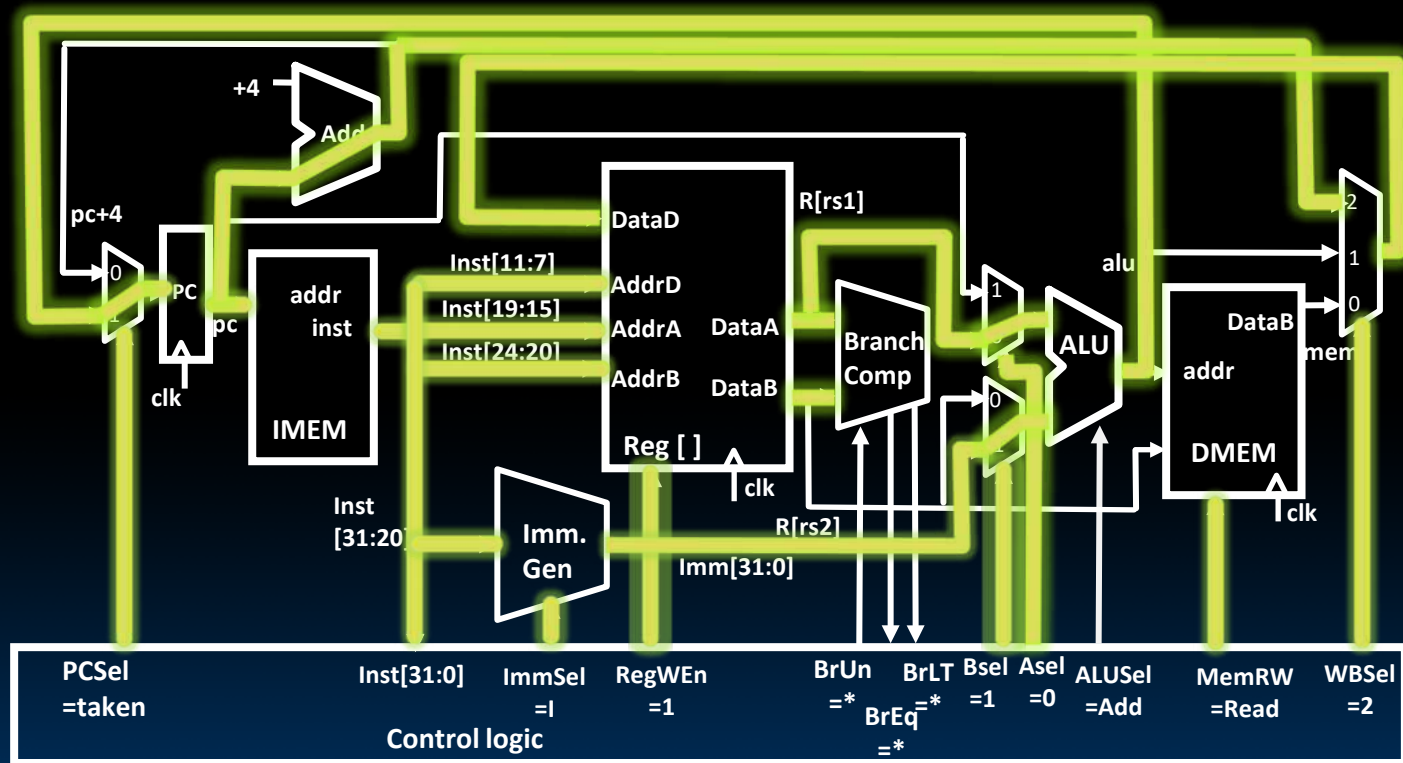 +4
Add
pc+4
0
1
PC
pc
clk
addr
inst
IMEM
Inst[11:7]
Inst[19:15]
Inst[24:20]
DataD
AddrD
AddrA
AddrB
DataA
DataB
Reg [ ]
clk
R[rs1]
Branch
Comp
1
0
0
1
ALU
alu
addr
DataB
DMEM
clk
mem
2
1
0
Inst
[31:20]
Imm.
Gen
R[rs2]
Imm[31:0]
PCSel
=taken
Inst[31:0]
ImmSel
=I
RegWEn
=1
BrUn
=*
BrEq
=*
BrLT
=*
Bsel
=1
Asel
=0
ALUSel
=Add
MemRW
=Read
WBSel
=2
Control logic